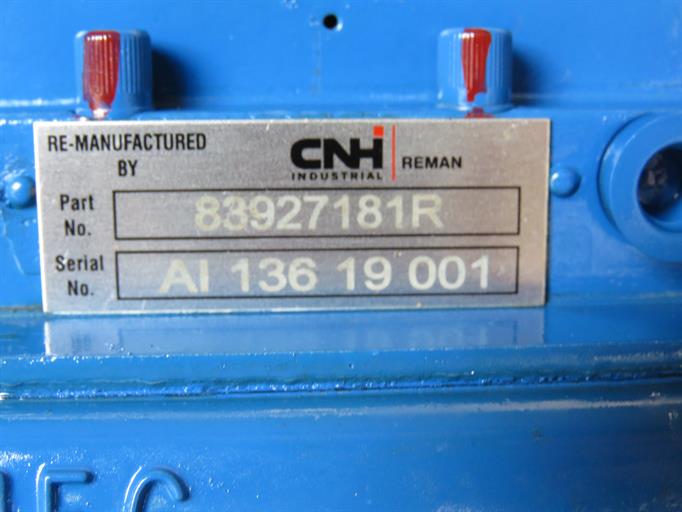 RE-MANUFACTURED
BY
CNH
INDUSTRIAL
REMAN
Part
No.
83927181R
Serial
No.
AI 136 19 001